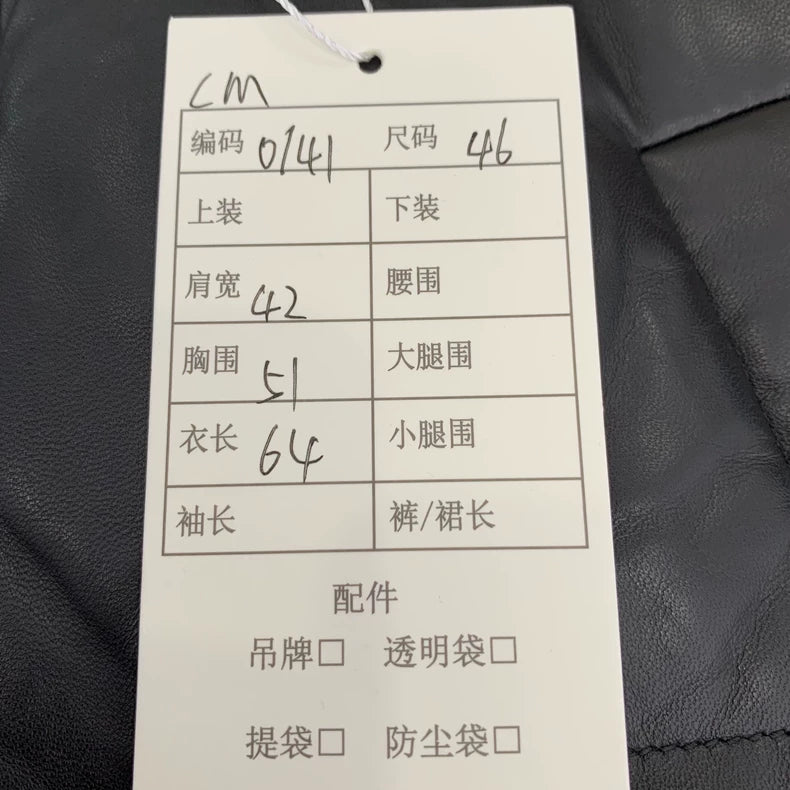 CM
编码 0141 尺码 46
上装 下装
肩宽 42 腰围
胸围 51 大腿围
衣长 64 小腿围
袖长 裤/裙长
配件
吊牌□ 透明袋□
提袋□ 防尘袋□